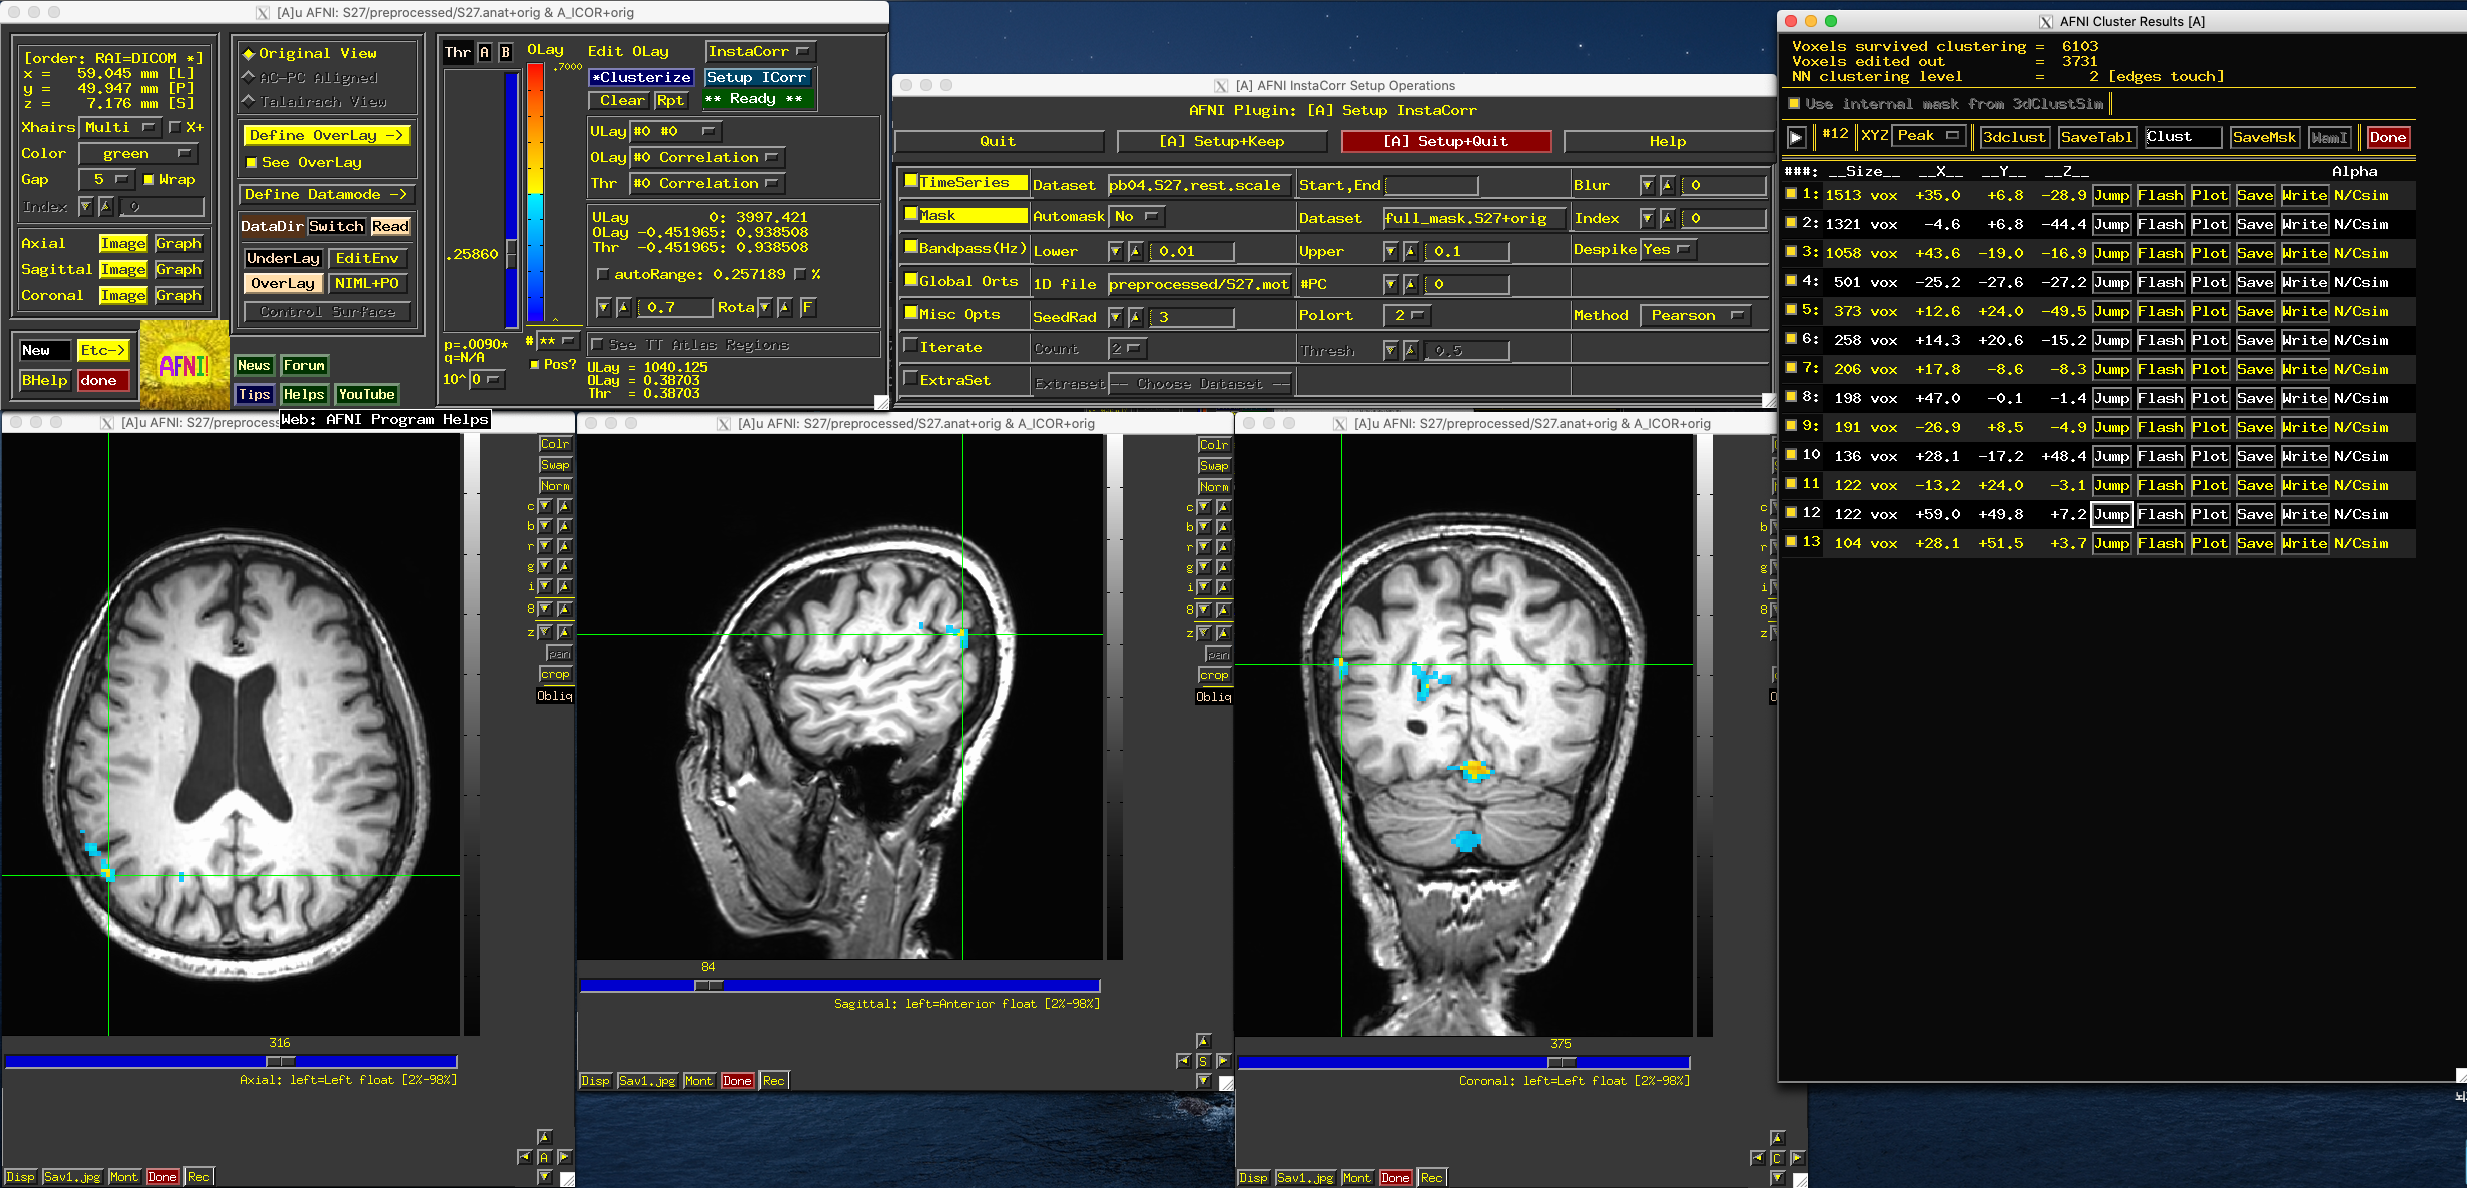 [A]u AFNI: S27/preprocessed/S27.anat+orig & A_ICOR+orig
[order: RAI=DICOM *]
x = 59.045 mm [L]
y = 49.947 mm [P]
z = 7.176 mm [S]
Xhairs Multi X+
Color green
Gap 5 Wrap
Index 0
Axial Image Graph
Sagittal Image Graph
Coronal Image Graph
New Etc->
BHelp done
AFNI!
Original View
AC-PC Aligned
Talairach View
Define OverLay ->
See OverLay
Define Datamode ->
DataDir Switch Read
UnderLay EditEnv
OverLay NIML+PO
Control Surface
News Forum
Tips Helps YouTube
Web: AFNI Program Helps
Thr A B OLay
.7000
.25860
p=.0090*
q=N/A
10^ 0
# **
Pos?
Edit OLay InstaCorr
*Clusterize Setup ICorr
Clear Rpt ** Ready **
ULay #0 #0
OLay #0 Correlation
Thr #0 Correlation
ULay 0: 3997.421
OLay -0.451965: 0.938508
Thr -0.451965: 0.938508
autoRange: 0.257189 %
0.7 Rota F
See TT Atlas Regions
ULay = 1040.125
OLay = 0.38703
Thr = 0.38703
[A] AFNI InstaCorr Setup Operations
AFNI Plugin: [A] Setup InstaCorr
Quit [A] Setup+Keep [A] Setup+Quit Help
TimeSeries Dataset pb04.S27.rest.scale Start,End Blur 0
Mask Automask No Dataset full_mask.S27+orig Index 0
Bandpass(Hz) Lower 0.01 Upper 0.1 Despike Yes
Global Orts 1D file preprocessed/S27.mot #PC 0
Misc Opts SeedRad 3 Polort 2 Method Pearson
Iterate Count 2 Thresh 0.5
ExtraSet Extraset -- Choose Dataset --
AFNI Cluster Results [A]
Voxels survived clustering = 6103
Voxels edited out = 3731
NN clustering level = 2 [edges touch]
Use internal mask from 3dClustSim
#12 XYZ Peak 3dclust SaveTabl Clust SaveMsk WamI Done
###: __Size__ __X__ __Y__ __Z__ Alpha
1: 1513 vox +35.0 +6.8 -28.9 Jump Flash Plot Save Write N/Csim
2: 1321 vox -4.6 +6.8 -44.4 Jump Flash Plot Save Write N/Csim
3: 1058 vox +43.6 -19.0 -16.9 Jump Flash Plot Save Write N/Csim
4: 501 vox -25.2 -27.6 -27.2 Jump Flash Plot Save Write N/Csim
5: 373 vox +12.6 +24.0 -49.5 Jump Flash Plot Save Write N/Csim
6: 258 vox +14.3 +20.6 -15.2 Jump Flash Plot Save Write N/Csim
7: 206 vox +17.8 -8.6 -8.3 Jump Flash Plot Save Write N/Csim
8: 198 vox +47.0 -0.1 -1.4 Jump Flash Plot Save Write N/Csim
9: 191 vox -26.9 +8.5 -4.9 Jump Flash Plot Save Write N/Csim
10 136 vox +28.1 -17.2 +48.4 Jump Flash Plot Save Write N/Csim
11 122 vox -13.2 +24.0 -3.1 Jump Flash Plot Save Write N/Csim
12 122 vox +59.0 +49.8 +7.2 Jump Flash Plot Save Write N/Csim
13 104 vox +28.1 +51.5 +3.7 Jump Flash Plot Save Write N/Csim
[A]u AFNI: S27/preprocess
Colr
Swap
Norm
c
b
r
g
i
8
z
pan
crop
Obliq
316
Axial: left=Left float [2%-98%]
A
Disp Sav1.jpg Mont Done Rec
[A]u AFNI: S27/preprocessed/S27.anat+orig & A_ICOR+orig
Colr
Swap
Norm
c
b
r
g
i
8
z
pan
crop
Obliq
84
Sagittal: left=Anterior float [2%-98%]
S
Disp Sav1.jpg Mont Done Rec
[A]u AFNI: S27/preprocessed/S27.anat+orig & A_ICOR+orig
c
b
r
g
i
8
z
375
Coronal: left=Left float [2%-98%]
C
Disp Sav1.jpg Mont Done Rec